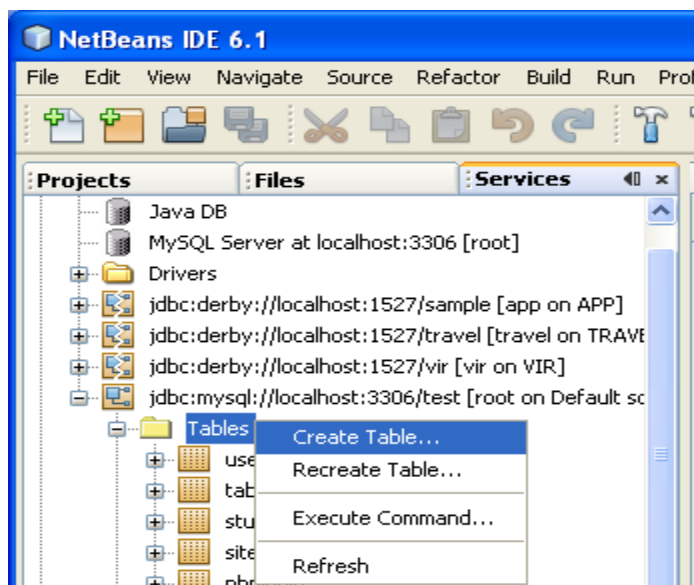 NetBeans IDE 6.1
File Edit View Navigate Source Refactor Build Run
Projects Files Services
Java DB
MySQL Server at localhost:3306 [root]
Drivers
jdbc:derby://localhost:1527/sample [app on APP]
jdbc:derby://localhost:1527/travel [travel on TRAVE
jdbc:derby://localhost:1527/vir [vir on VIR]
jdbc:mysql://localhost:3306/test [root on Default sc
Tables
Create Table...
use
Recreate Table...
tab
Execute Command...
stu
site
Refresh